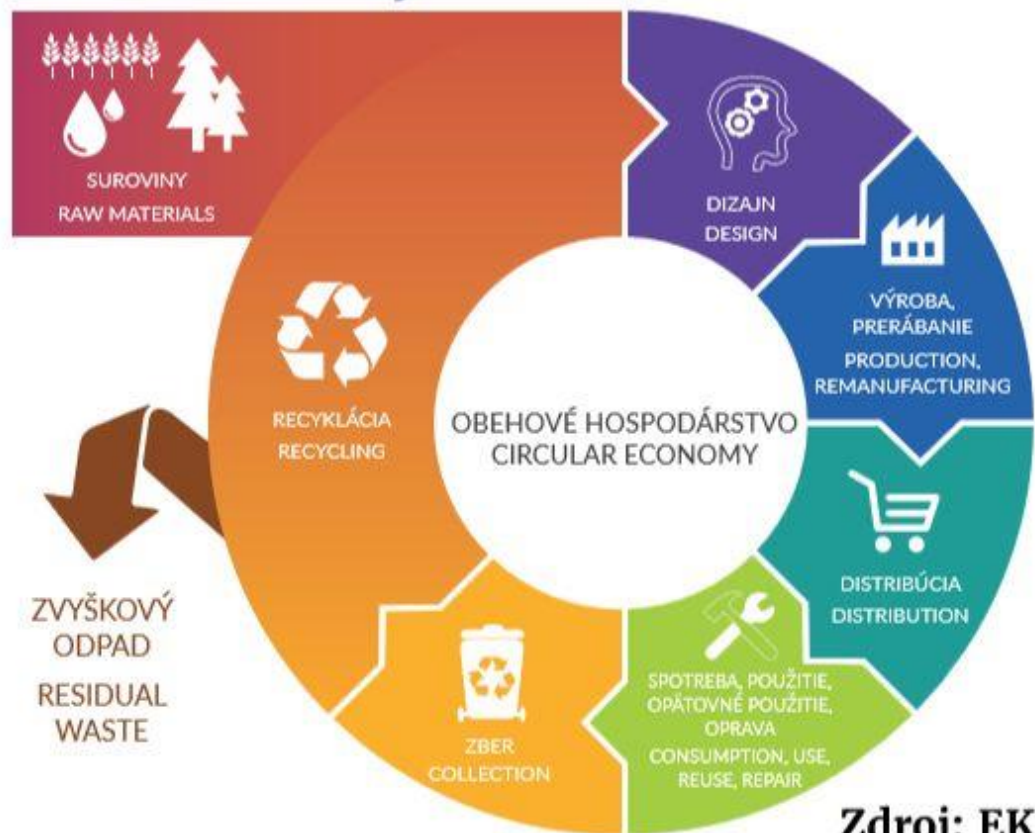 SUROVINY
RAW MATERIALS
DIZAJN
DESIGN
VÝROBA,
PRERÁBANIE
PRODUCTION,
REMANUFACTURING
RECYKLÁCIA
RECYCLING
OBEHOVÉ HOSPODÁRSTVO
CIRCULAR ECONOMY
DISTRIBÚCIA
DISTRIBUTION
ZVYŠKOVÝ
ODPAD
RESIDUAL
WASTE
SPOTREBA, POUŽITIE,
OPÄTOVNÉ POUŽITIE,
OPRAVA
CONSUMPTION, USE,
REUSE, REPAIR
ZBER
COLLECTION
Zdroj: EK